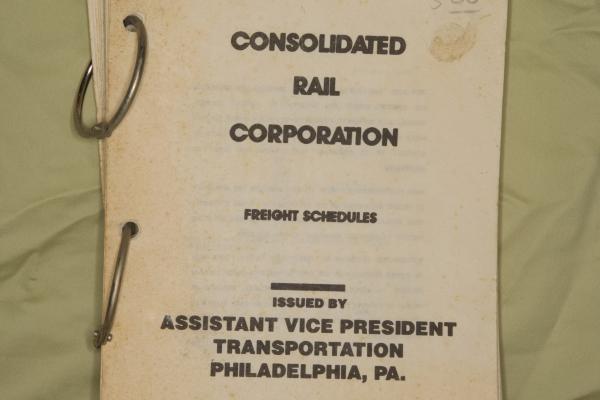 CONSOLIDATED
RAIL
CORPORATION
FREIGHT SCHEDULES
ISSUED BY
ASSISTANT VICE PRESIDENT
TRANSPORTATION
PHILADELPHIA, PA.